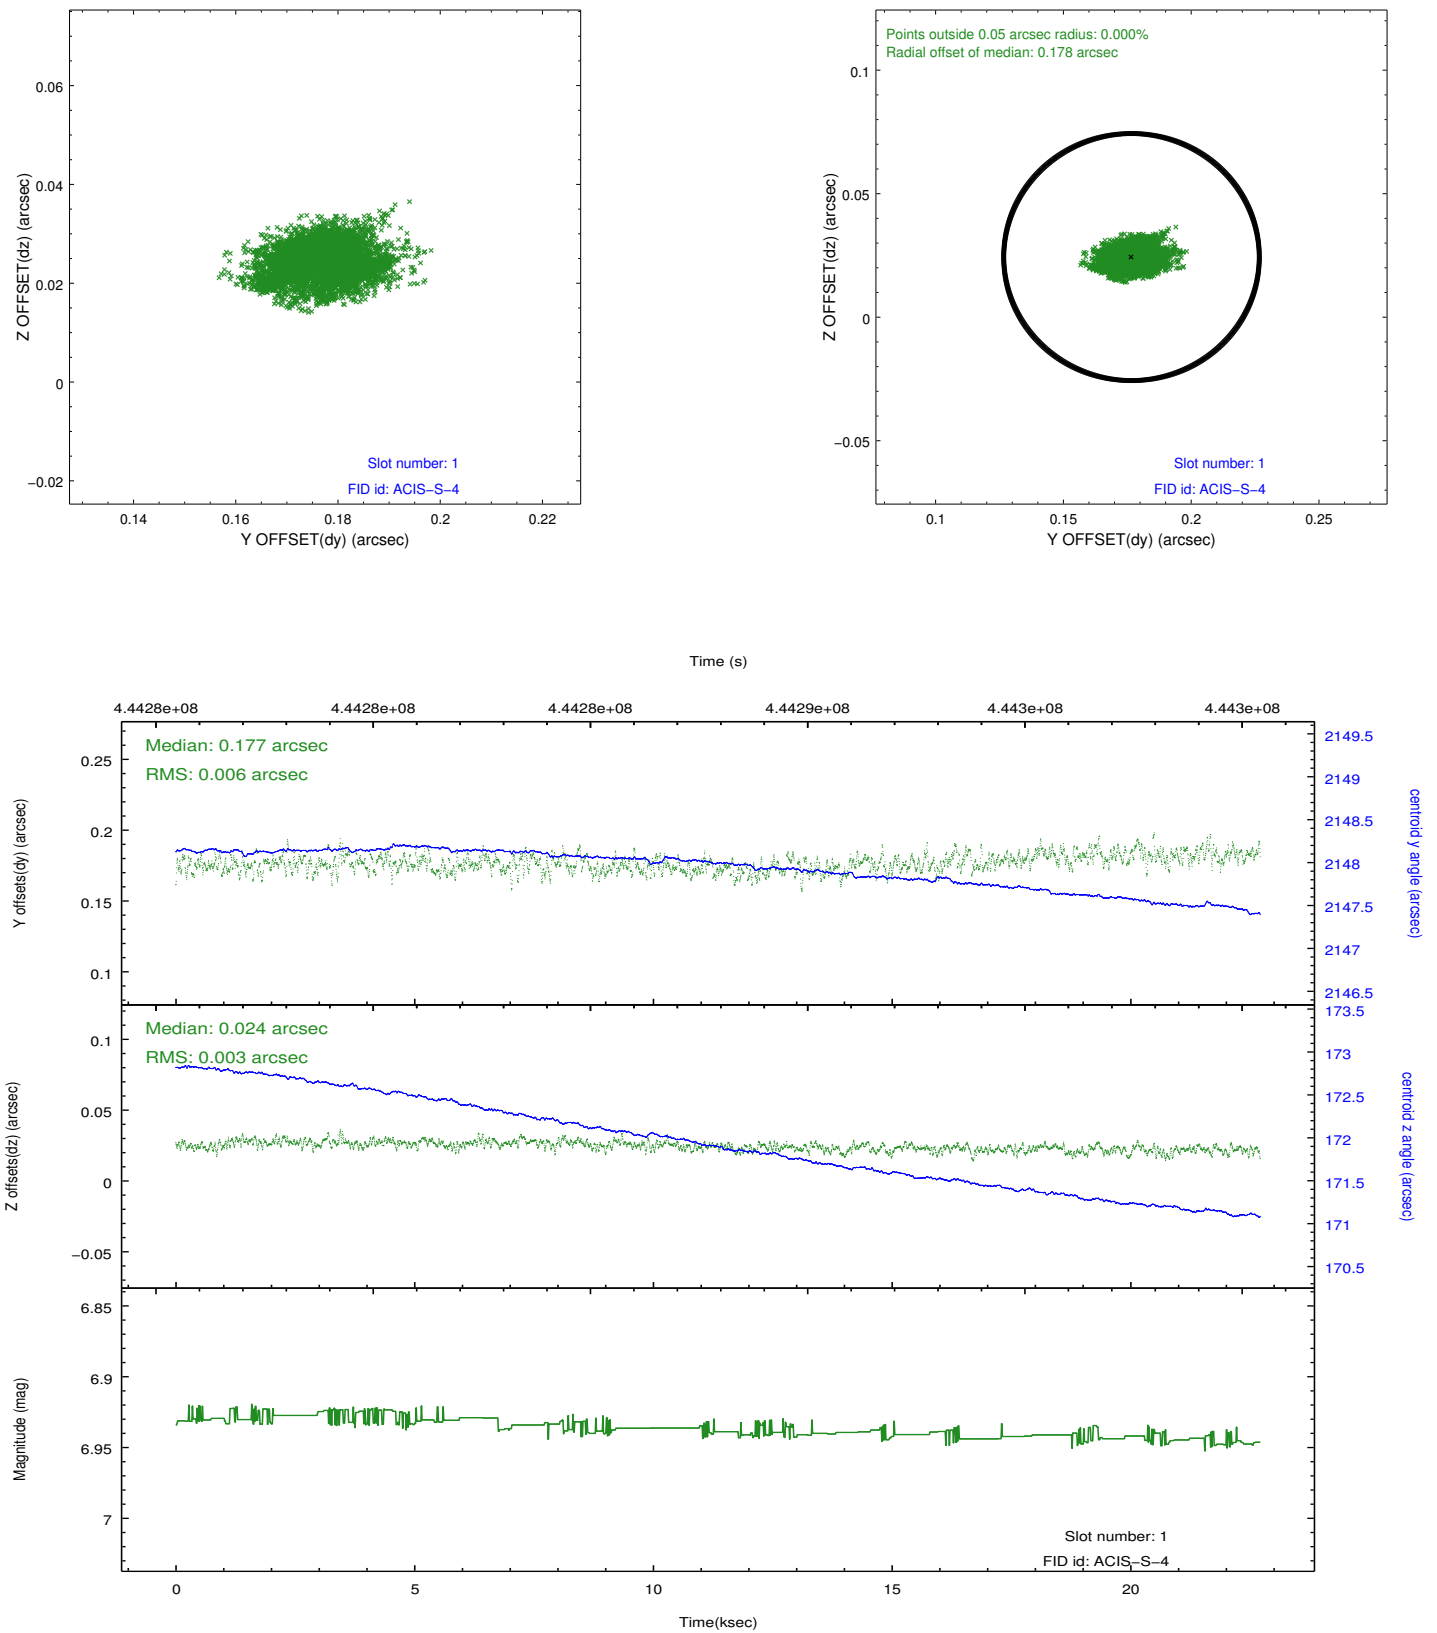 0.06
0.04
0.02
0
−0.02
Z OFFSET(dz) (arcsec)
Slot number: 1
FID id: ACIS−S−4
0.14 0.16 0.18 0.2 0.22
Y OFFSET(dy) (arcsec)
Points outside 0.05 arcsec radius: 0.000%
Radial offset of median: 0.178 arcsec
0.1
0.05
0
−0.05
Z OFFSET(dz) (arcsec)
Slot number: 1
FID id: ACIS−S−4
0.1 0.15 0.2 0.25
Y OFFSET(dy) (arcsec)
Time (s)
4.4428e+08 4.4428e+08 4.4428e+08 4.4429e+08 4.443e+08 4.443e+08
Median: 0.177 arcsec
RMS: 0.006 arcsec
0.25
0.2
0.15
0.1
Y offsets(dy) (arcsec)
2149.5
2149
2148.5
2148
2147.5
2147
2146.5
centroid y angle (arcsec)
Median: 0.024 arcsec
RMS: 0.003 arcsec
0.1
0.05
0
−0.05
Z offsets(dz) (arcsec)
173.5
173
172.5
172
171.5
171
170.5
centroid z angle (arcsec)
6.85
6.9
6.95
7
Magnitude (mag)
Slot number: 1
FID id: ACIS−S−4
0 5 10 15 20
Time(ksec)